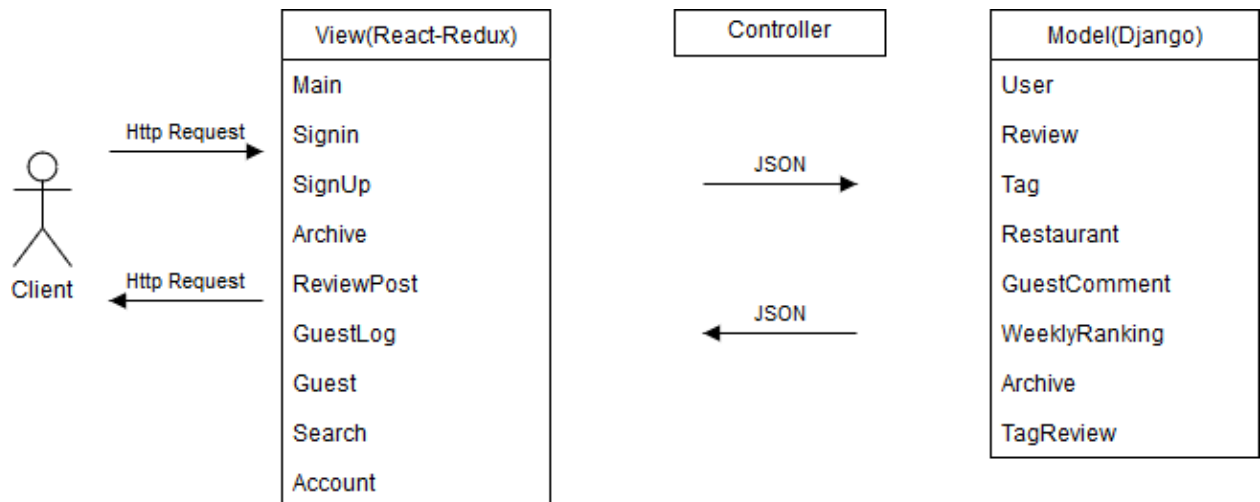 View(React-Redux)
Main
Signin
SignUp
Archive
ReviewPost
GuestLog
Guest
Search
Account
Http Request
Http Request
Client
Controller
JSON
JSON
Model(Django)
User
Review
Tag
Restaurant
GuestComment
WeeklyRanking
Archive
TagReview